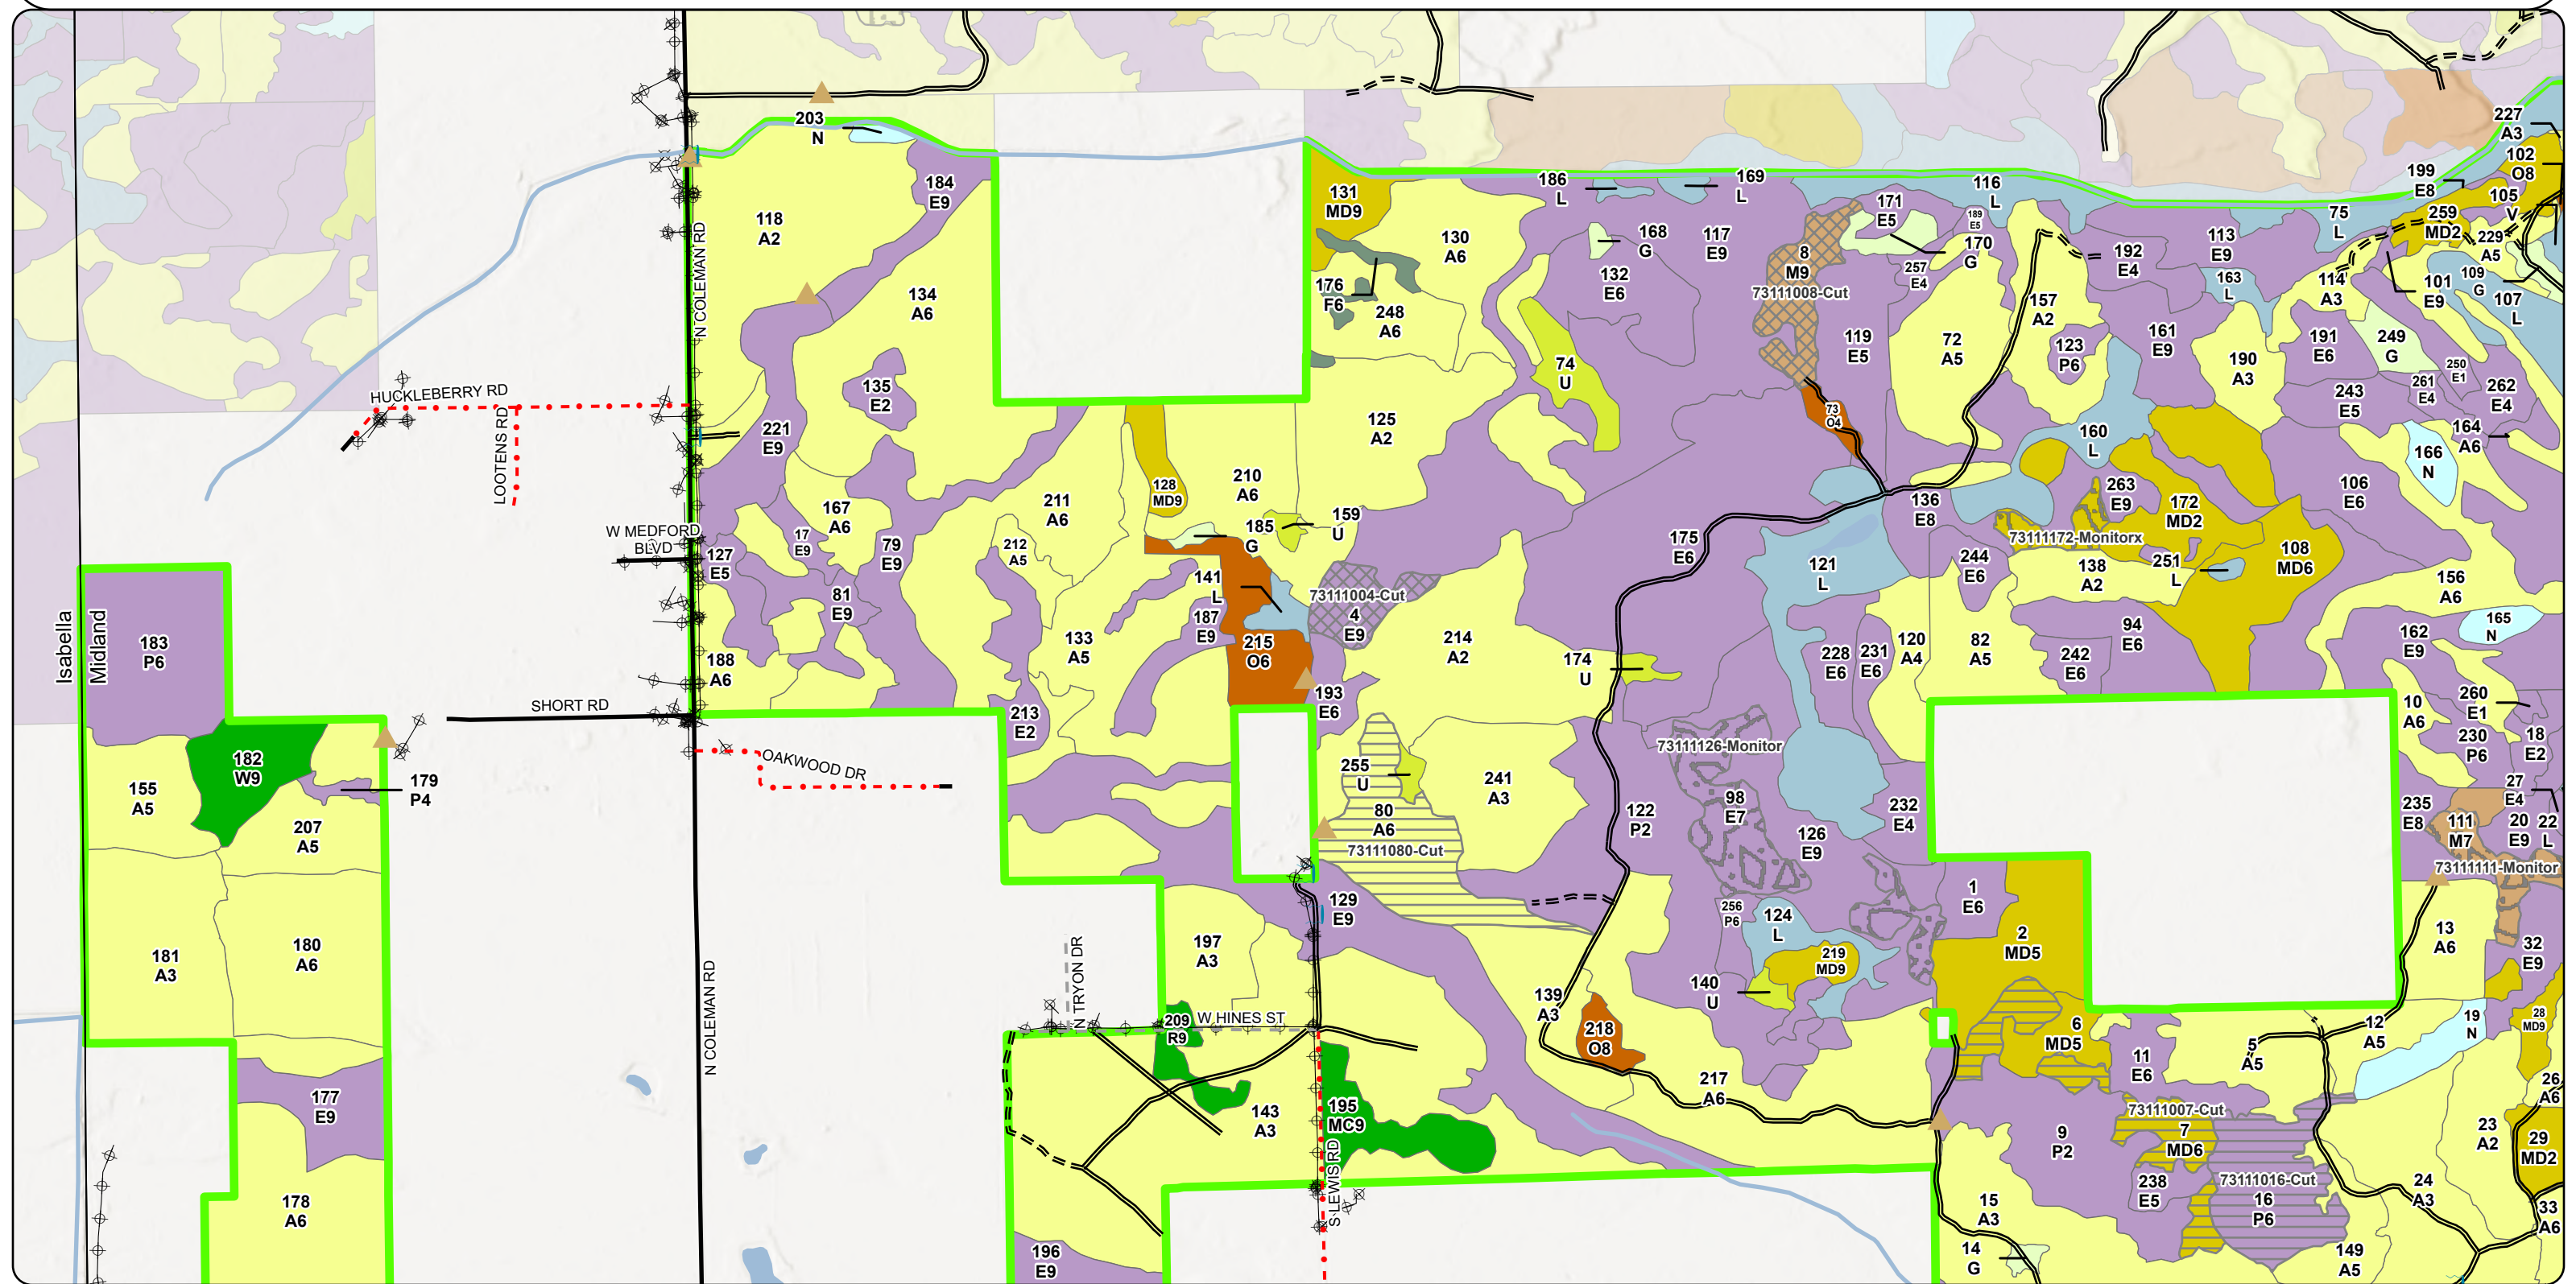 203
N
227
A3
102
O8
199
E8
105
V
259
MD2
229
A5
75
L
116
L
169
L
186
L
131
MD9
184
E9
118
A2
130
A6
168
G
117
E9
171
E5
189
E5
170
G
257
E4
192
E4
113
E9
163
L
114
A3
101
E9
109
G
107
L
8
M9
73111008-Cut
132
E6
176
F6
248
A6
134
A6
N COLEMAN RD
157
A2
123
P6
161
E9
190
A3
191
E6
249
G
250
E1
261
E4
262
E4
243
E5
119
E5
72
A5
74
U
135
E2
HUCKLEBERRY RD
LOOTENS RD
221
E9
125
A2
73
O4
160
L
164
A6
166
N
106
E6
128
MD9
210
A6
211
A6
167
A6
17
E9
79
E9
212
A5
185
G
159
U
136
E8
263
E9
172
MD2
73111172-Monitorx
108
MD6
W MEDFORD
BLVD
127
E5
175
E6
121
L
244
E6
138
A2
251
L
156
A6
141
L
73111004-Cut
4
E9
81
E9
187
E9
133
A5
215
O6
214
A2
183
P6
Isabella
Midland
188
A6
174
U
228
E6
231
E6
120
A4
82
A5
242
E6
94
E6
162
E9
165
N
193
E6
213
E2
SHORT RD
10
A6
260
E1
230
P6
18
E2
182
W9
155
A5
179
P4
207
A5
OAKWOOD DR
255
U
80
A6
73111080-Cut
241
A3
122
P2
73111126-Monitor
98
E7
126
E9
232
E4
235
E8
111
M7
27
E4
20
E9
22
L
73111111-Monitor
181
A3
180
A6
197
A3
129
E9
256
P6
124
L
219
MD9
140
U
1
E6
2
MD5
13
A6
32
E9
N COLEMAN RD
N TRYON DR
W HINES ST
209
R9
139
A3
218
O8
6
MD5
11
E6
5
A5
12
A5
19
N
28
MD9
26
A6
177
E9
143
A3
195
MC9
217
A6
73111007-Cut
7
MD6
9
P2
23
A2
29
MD2
178
A6
S LEWIS RD
238
E5
73111016-Cut
16
P6
15
A3
24
A3
33
A6
14
G
149
A5
196
E9